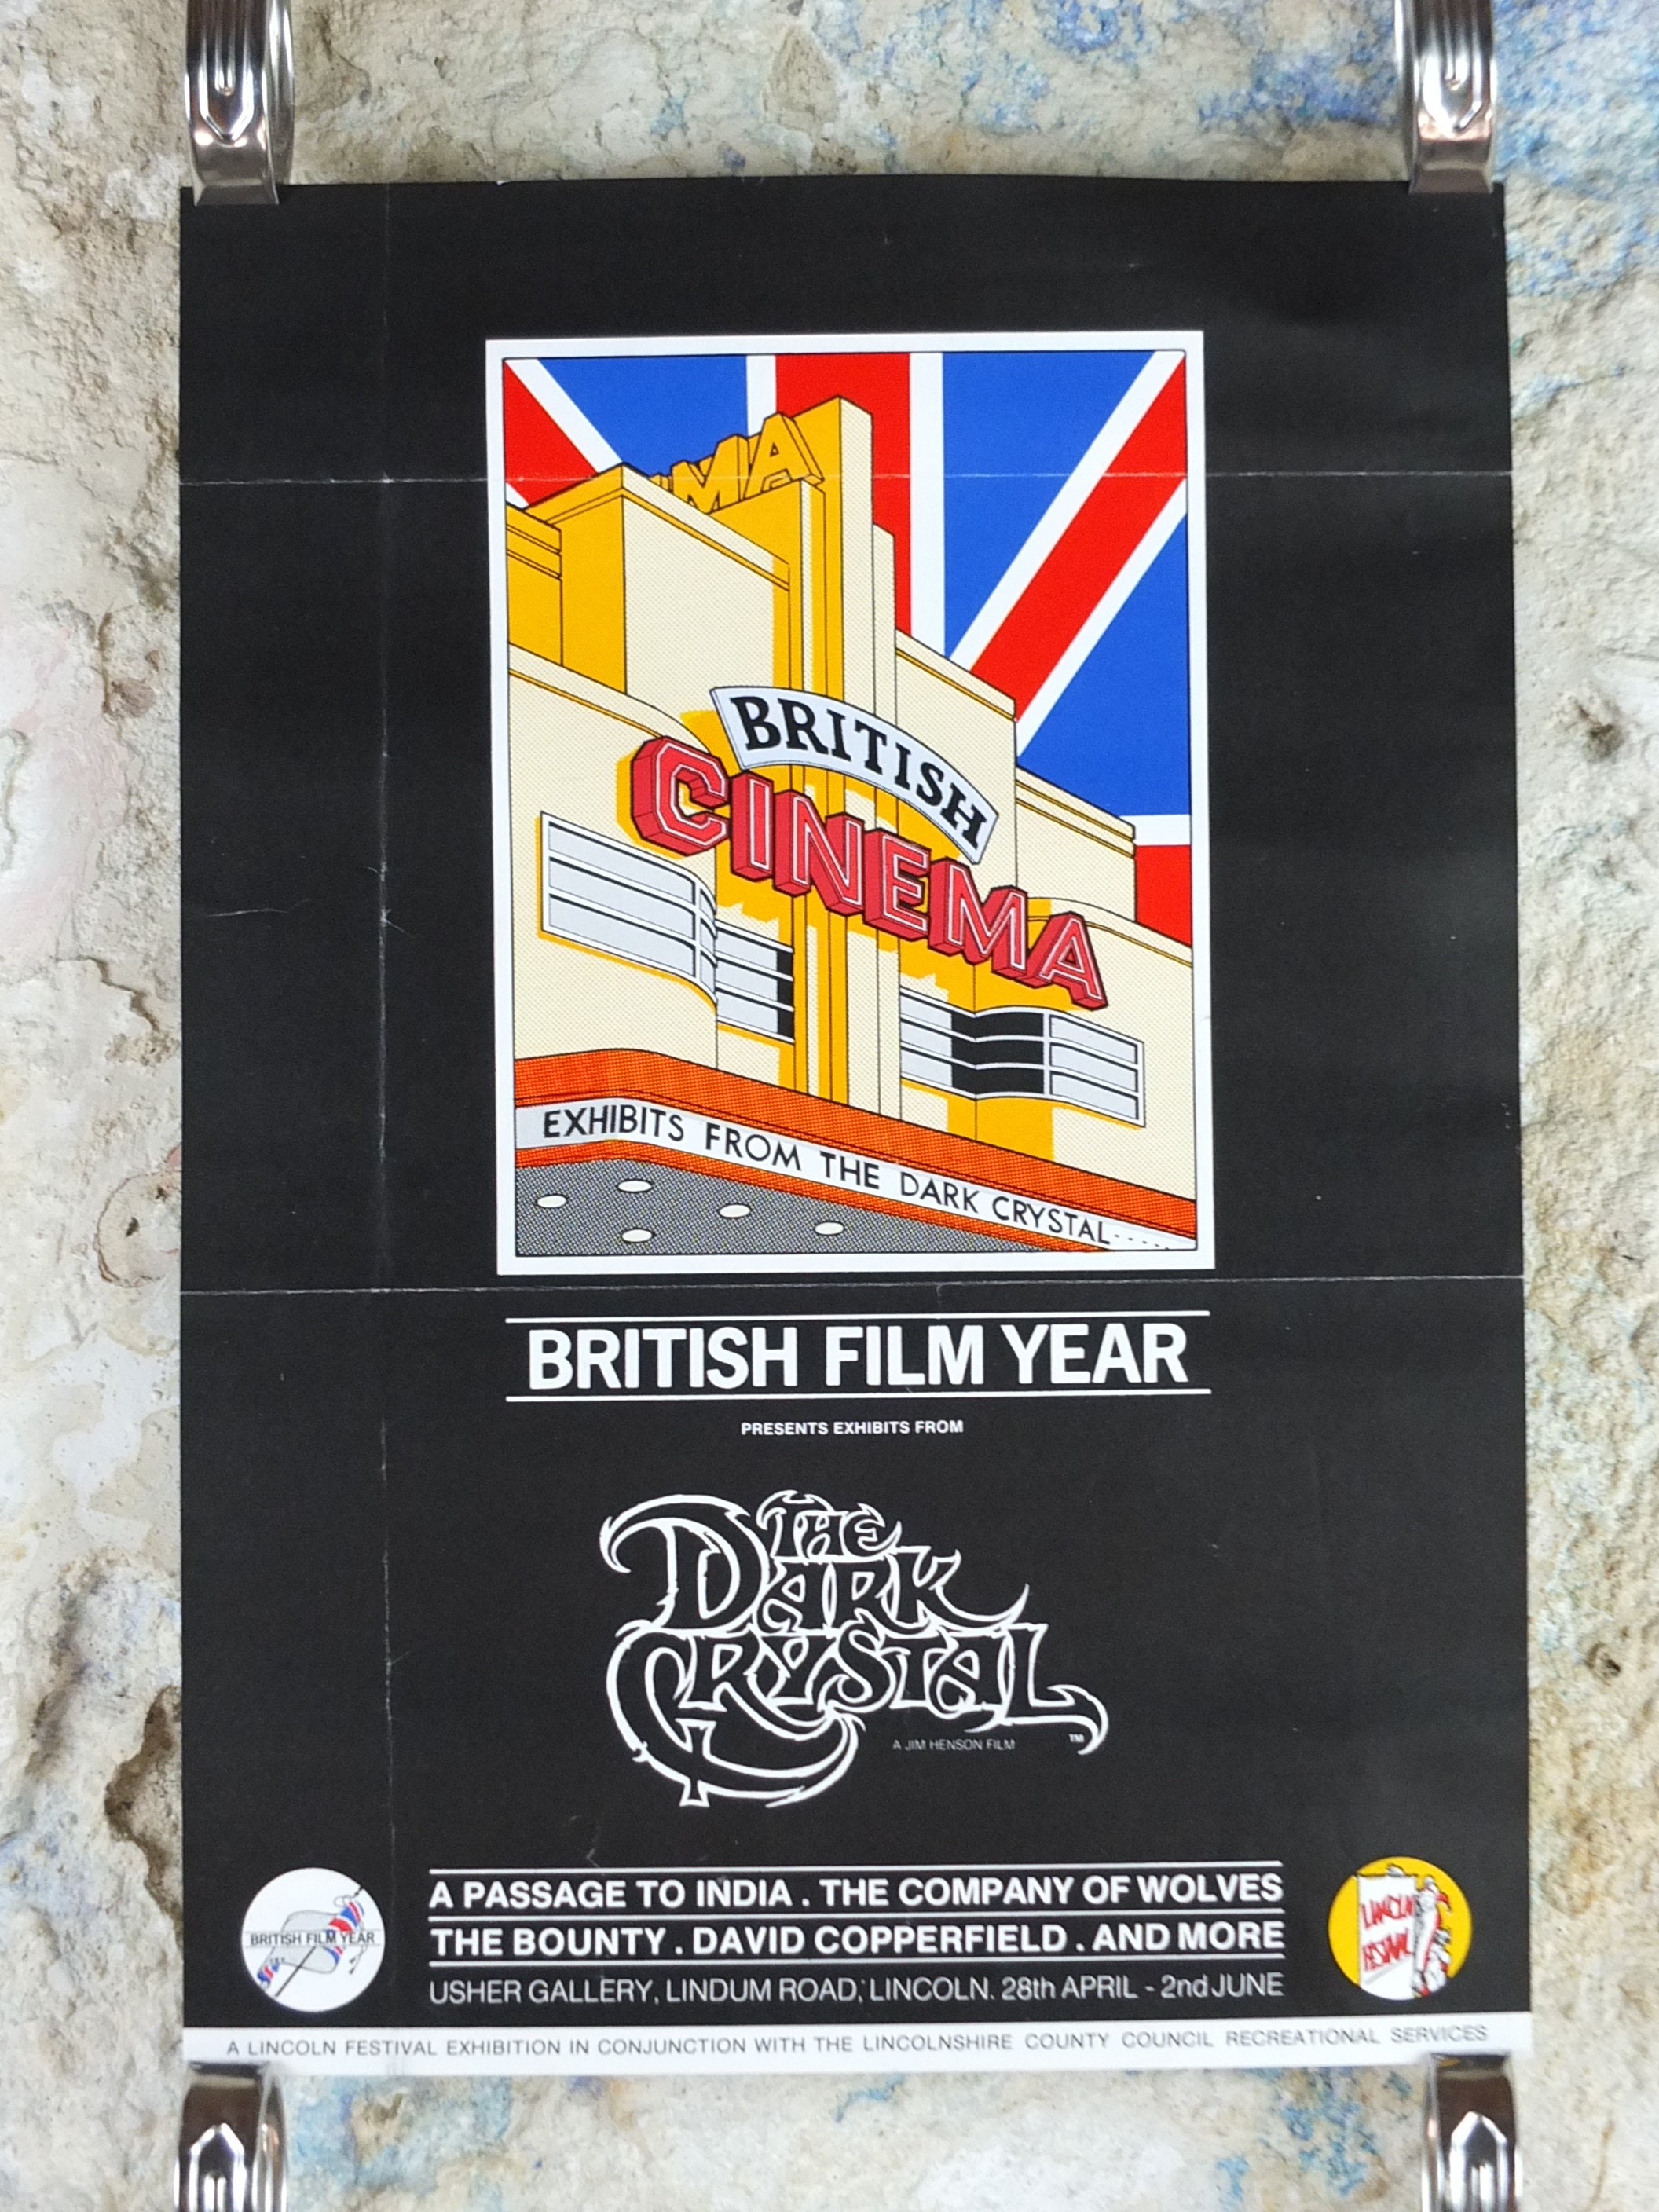 MA
BRITISH
CINEMA
EXHIBITS FROM THE DARK CRYSTAL......
BRITISH FILM YEAR
PRESENTS EXHIBITS FROM
THE
DARK
CRYSTAL
A JIM HENSON FILM
TM
A PASSAGE TO INDIA . THE COMPANY OF WOLVES
THE BOUNTY . DAVID COPPERFIELD . AND MORE
USHER GALLERY, LINDUM ROAD, LINCOLN. 28th APRIL - 2nd JUNE
BRITISH FILM YEAR
LINCOLN
FESTIVAL
A LINCOLN FESTIVAL EXHIBITION IN CONJUNCTION WITH THE LINCOLNSHIRE COUNTY COUNCIL RECREATIONAL SERVICES